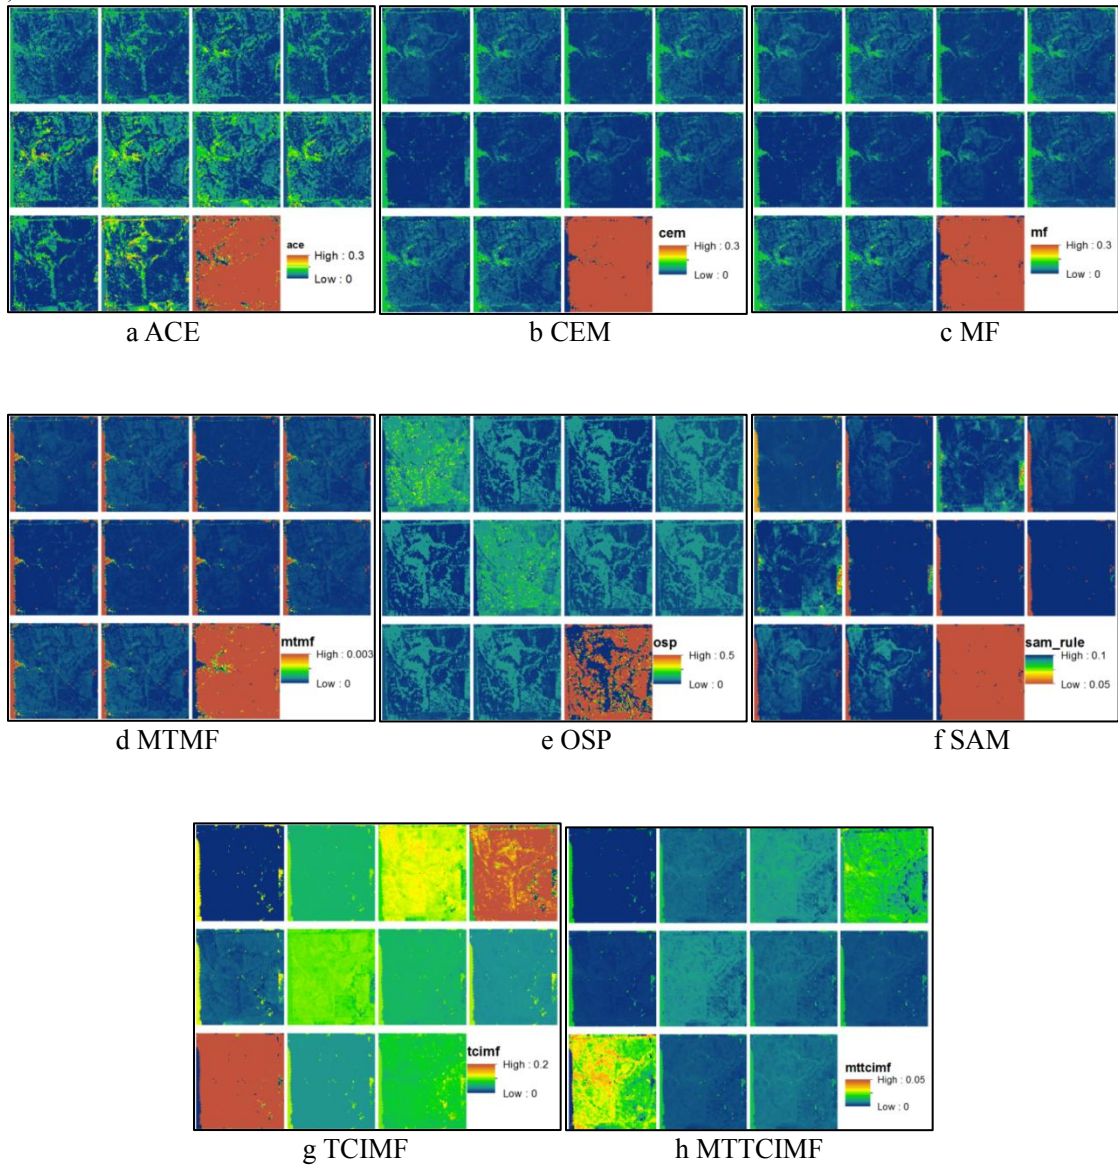 ace
High : 0.3
Low : 0
cem
High : 0.3
Low : 0
mf
High : 0.3
Low : 0
a ACE
b CEM
c MF
mtmf
High : 0.003
Low : 0
osp
High : 0.5
Low : 0
sam_rule
High : 0.1
Low : 0.05
d MTMF
e OSP
f SAM
tcimf
High : 0.2
Low : 0
mttcimf
High : 0.05
Low : 0
g TCIMF
h MTTCIMF